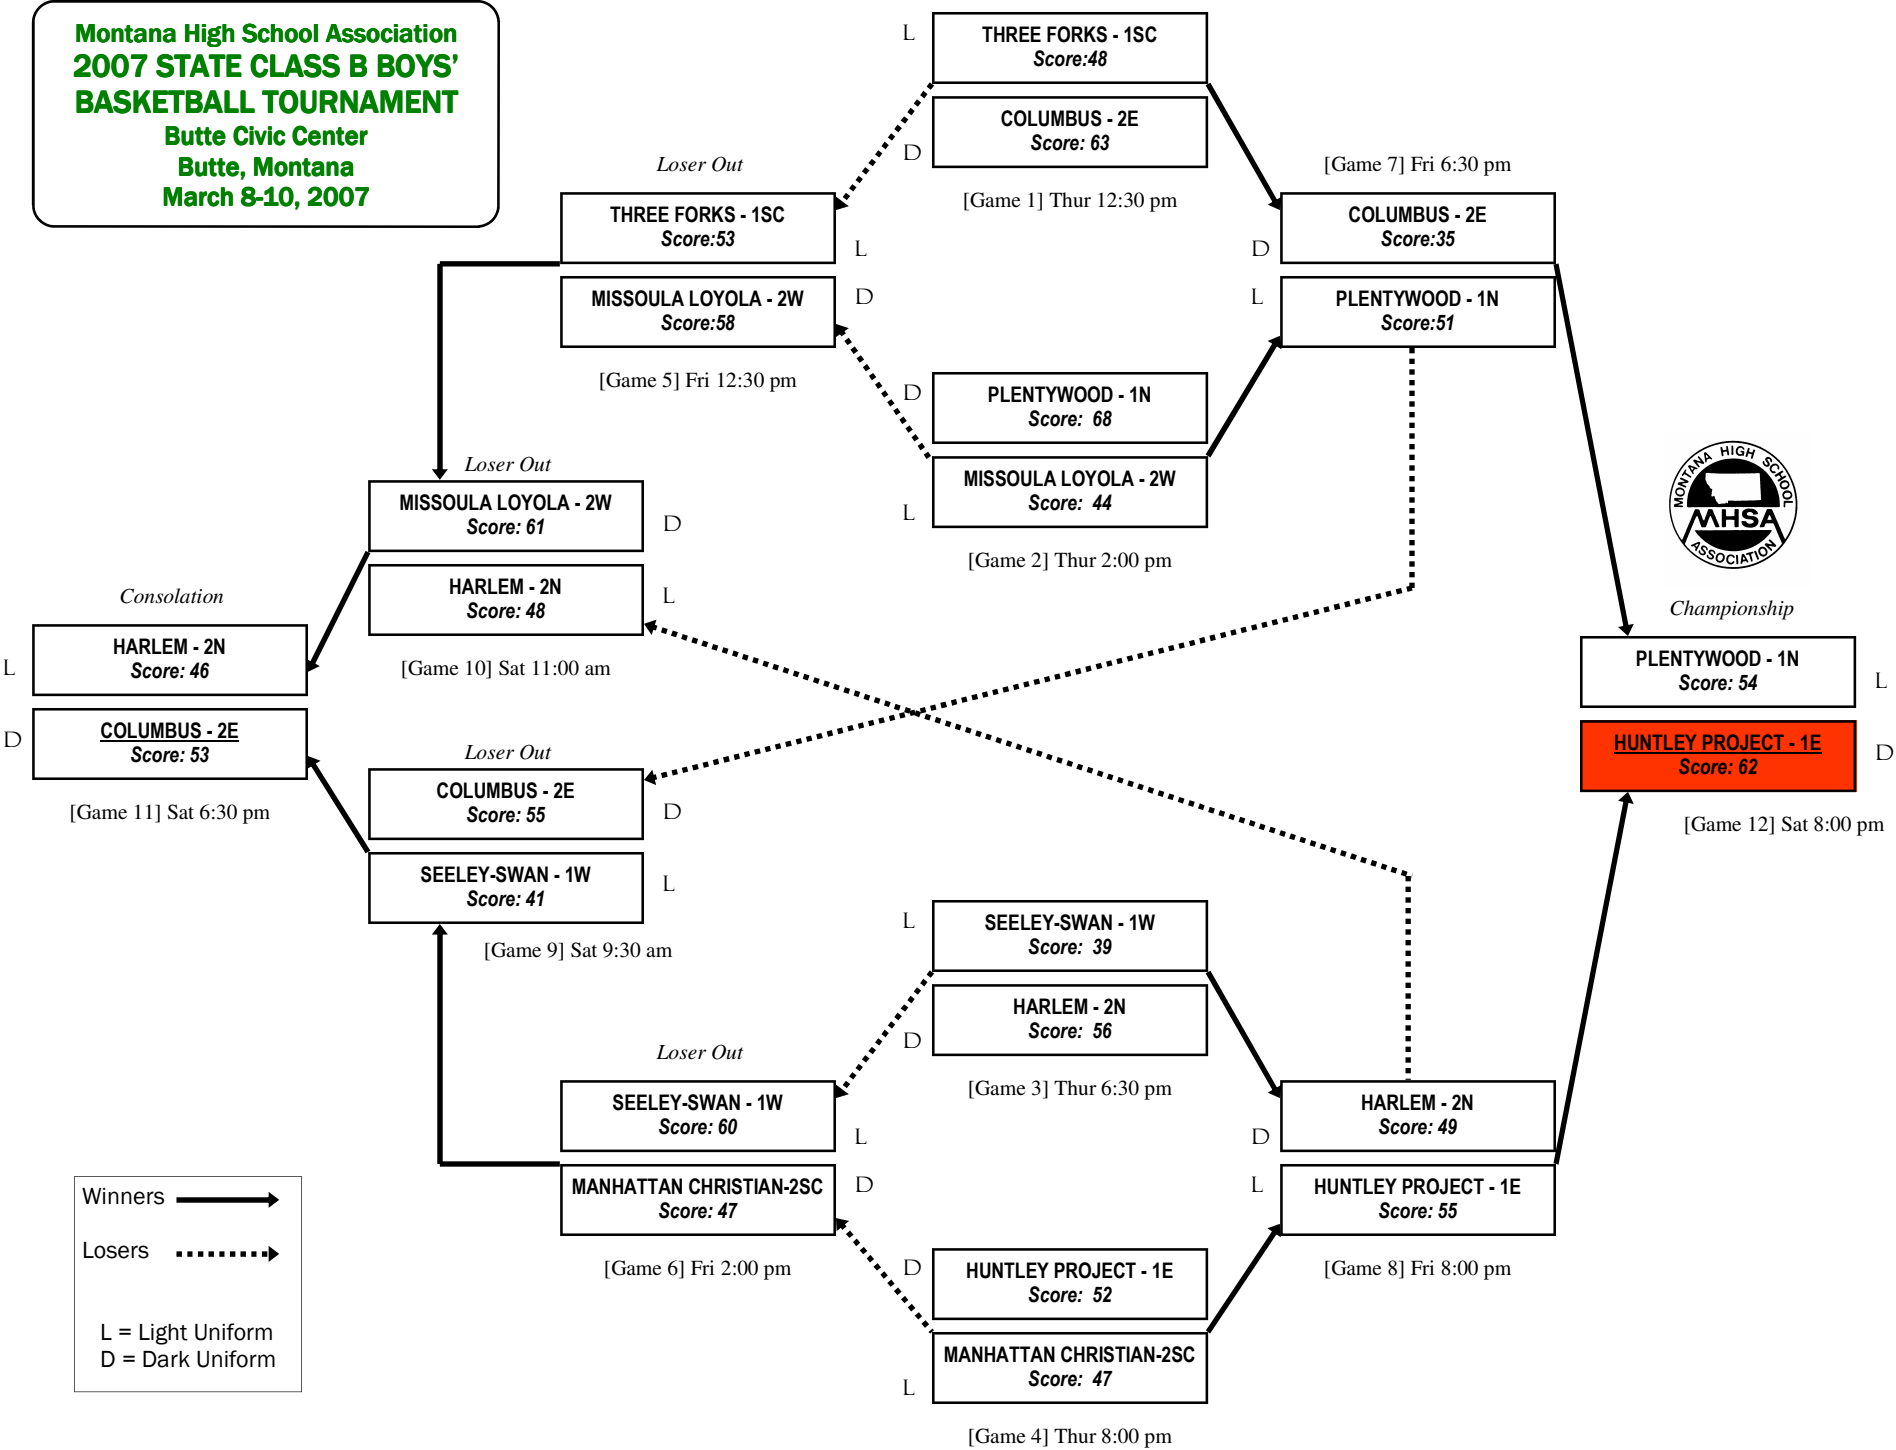 Montana High School Association
2007 STATE CLASS B BOYS'
BASKETBALL TOURNAMENT
Butte Civic Center
Butte, Montana
March 8-10, 2007
L
THREE FORKS - 1SC
Score:48
COLUMBUS - 2E
Score: 63
D
[Game 1] Thur 12:30 pm
Loser Out
THREE FORKS - 1SC
Score:53
L
MISSOULA LOYOLA - 2W
Score:58
D
[Game 5] Fri 12:30 pm
[Game 7] Fri 6:30 pm
COLUMBUS - 2E
Score:35
D
L
PLENTYWOOD - 1N
Score:51
D
PLENTYWOOD - 1N
Score: 68
MISSOULA LOYOLA - 2W
Score: 44
L
[Game 2] Thur 2:00 pm
Loser Out
MISSOULA LOYOLA - 2W
Score: 61
D
HARLEM - 2N
Score: 48
L
[Game 10] Sat 11:00 am
Consolation
HARLEM - 2N
Score: 46
L
COLUMBUS - 2E
Score: 53
D
[Game 11] Sat 6:30 pm
MONTANA HIGH SCHOOL
MHSA
ASSOCIATION
Championship
PLENTYWOOD - 1N
Score: 54
L
HUNTLEY PROJECT - 1E
Score: 62
D
[Game 12] Sat 8:00 pm
Loser Out
COLUMBUS - 2E
Score: 55
D
SEELEY-SWAN - 1W
Score: 41
L
[Game 9] Sat 9:30 am
L
SEELEY-SWAN - 1W
Score: 39
HARLEM - 2N
Score: 56
D
[Game 3] Thur 6:30 pm
Loser Out
SEELEY-SWAN - 1W
Score: 60
L
MANHATTAN CHRISTIAN-2SC
Score: 47
D
[Game 6] Fri 2:00 pm
HARLEM - 2N
Score: 49
D
L
HUNTLEY PROJECT - 1E
Score: 55
[Game 8] Fri 8:00 pm
D
HUNTLEY PROJECT - 1E
Score: 52
MANHATTAN CHRISTIAN-2SC
Score: 47
L
[Game 4] Thur 8:00 pm
Winners
Losers
L = Light Uniform
D = Dark Uniform